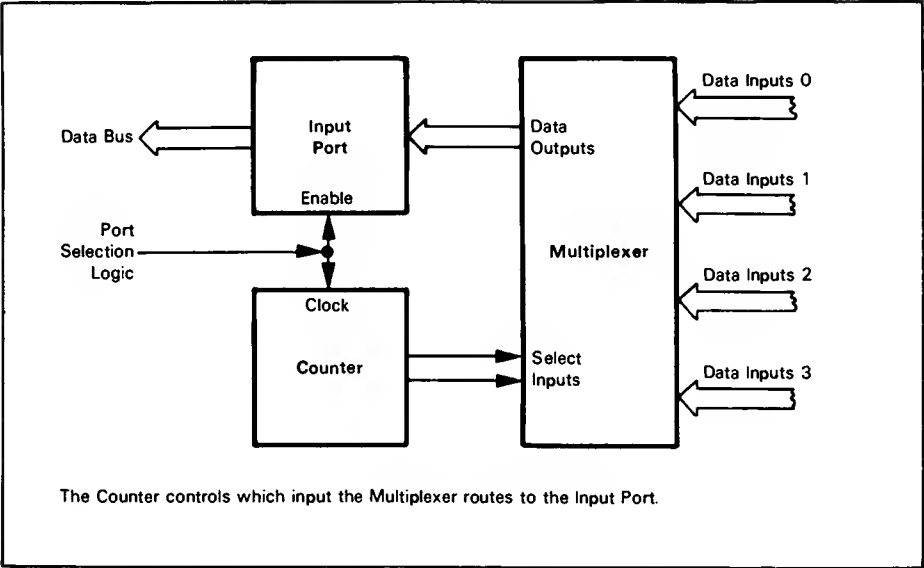 Data Bus
Input
Port
Enable
Port
Selection
Logic
Clock
Counter
Data
Outputs
Multiplexer
Select
Inputs
Data Inputs 0
Data Inputs 1
Data Inputs 2
Data Inputs 3
The Counter controls which input the Multiplexer routes to the Input Port.